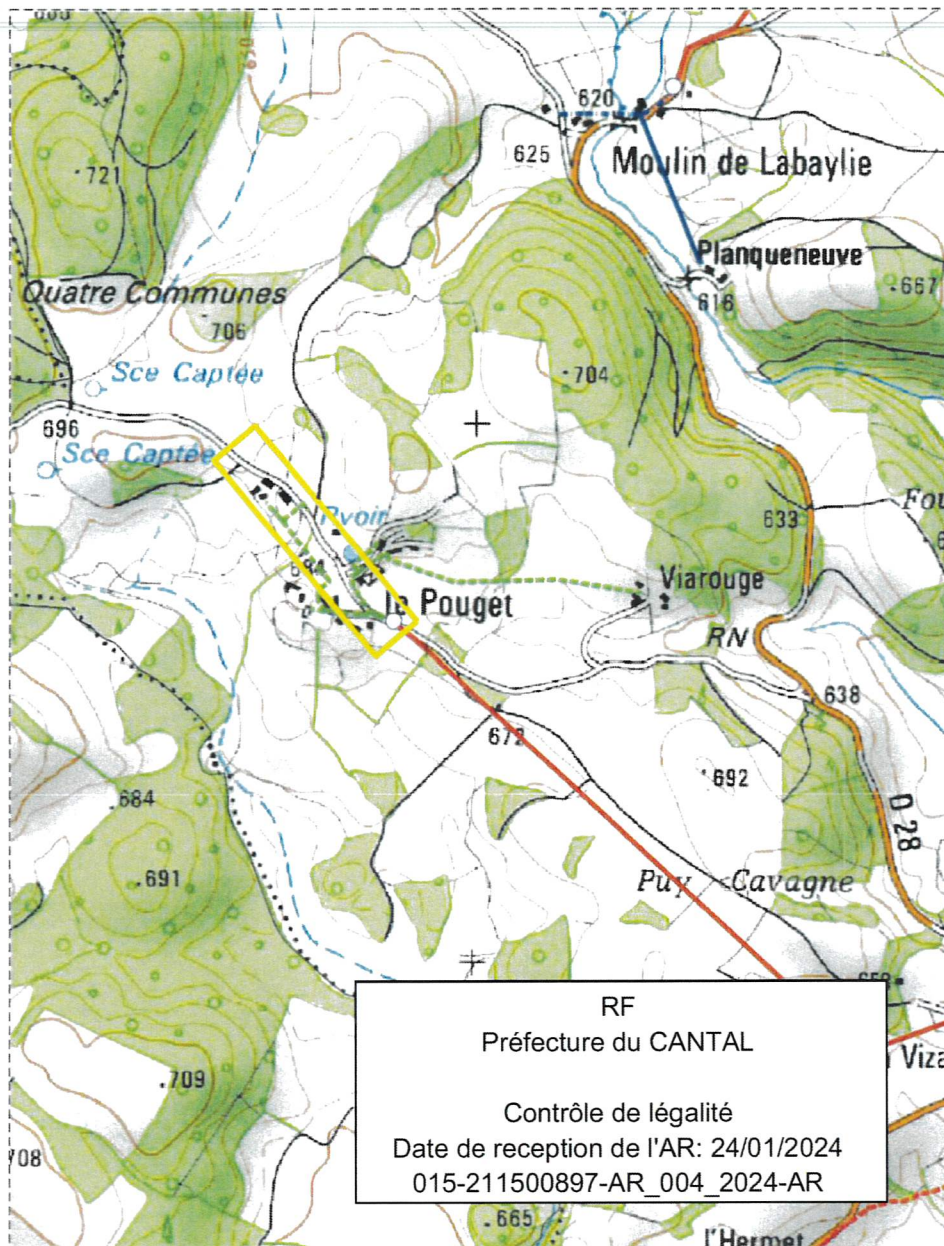 620
625
Moulin de Labaylie
721
Planqueneuve
667
616
Quatre Communes
706
704
Sce Captée
696
Sce Captée
Rvoir
633
684
Viarouge
le Pouget
RN
638
672
692
684
D 28
691
Puy Cavagne
RF
Préfecture du CANTAL
Contrôle de légalité
Date de reception de l'AR: 24/01/2024
015-211500897-AR_004_2024-AR
709
665
l'Hermet